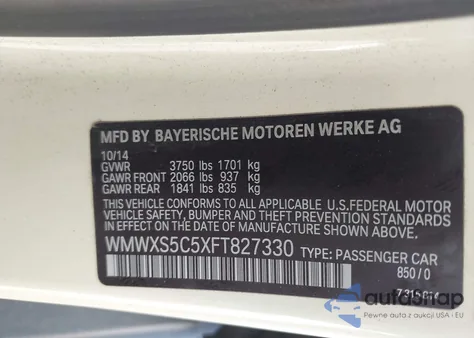 MFD BY BAYERISCHE MOTOREN WERKE AG
10/14
GVWR 3750 lbs 1701 kg
GAWR FRONT 2066 lbs 937 kg
GAWR REAR 1841 lbs 835 kg
THIS VEHICLE CONFORMS TO ALL APPLICABLE U.S.FEDERAL MOTOR
VEHICLE SAFETY, BUMPER AND THEFT PREVENTION STANDARDS
IN EFFECT ON THE DATE OF MANUFACTURE SHOWN ABOVE.
WMWXS5C5XFT827330 TYPE: PASSENGER CAR
850/0
autosnap
Pewne auta z aukcji USA i EU